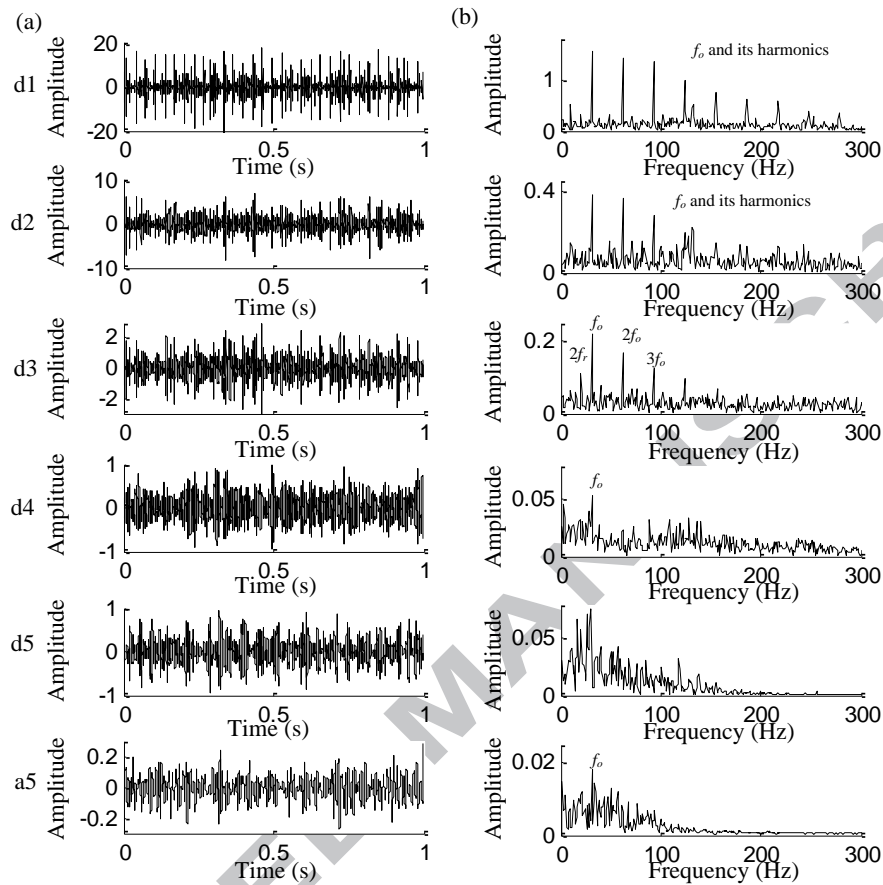 (a)
(b)
d1
Amplitude
20
0
-20
0
0.5
1
Time (s)
Amplitude
1
0
0
100
200
300
Frequency (Hz)
fo and its harmonics
d2
Amplitude
10
0
-10
0
0.5
1
Time (s)
Amplitude
0.4
0
0
100
200
300
Frequency (Hz)
fo and its harmonics
d3
Amplitude
2
0
-2
0
0.5
1
Time (s)
Amplitude
0.2
0
0
100
200
300
Frequency (Hz)
2fr
fo
2fo
3fo
d4
Amplitude
1
0
-1
0
0.5
1
Time (s)
Amplitude
0.05
0
0
100
200
300
Frequency (Hz)
fo
d5
Amplitude
1
0
-1
0
0.5
1
Time (s)
Amplitude
0.05
0
0
100
200
300
Frequency (Hz)
a5
Amplitude
0.2
0
-0.2
0
0.5
1
Time (s)
Amplitude
0.02
0
0
100
200
300
Frequency (Hz)
fo